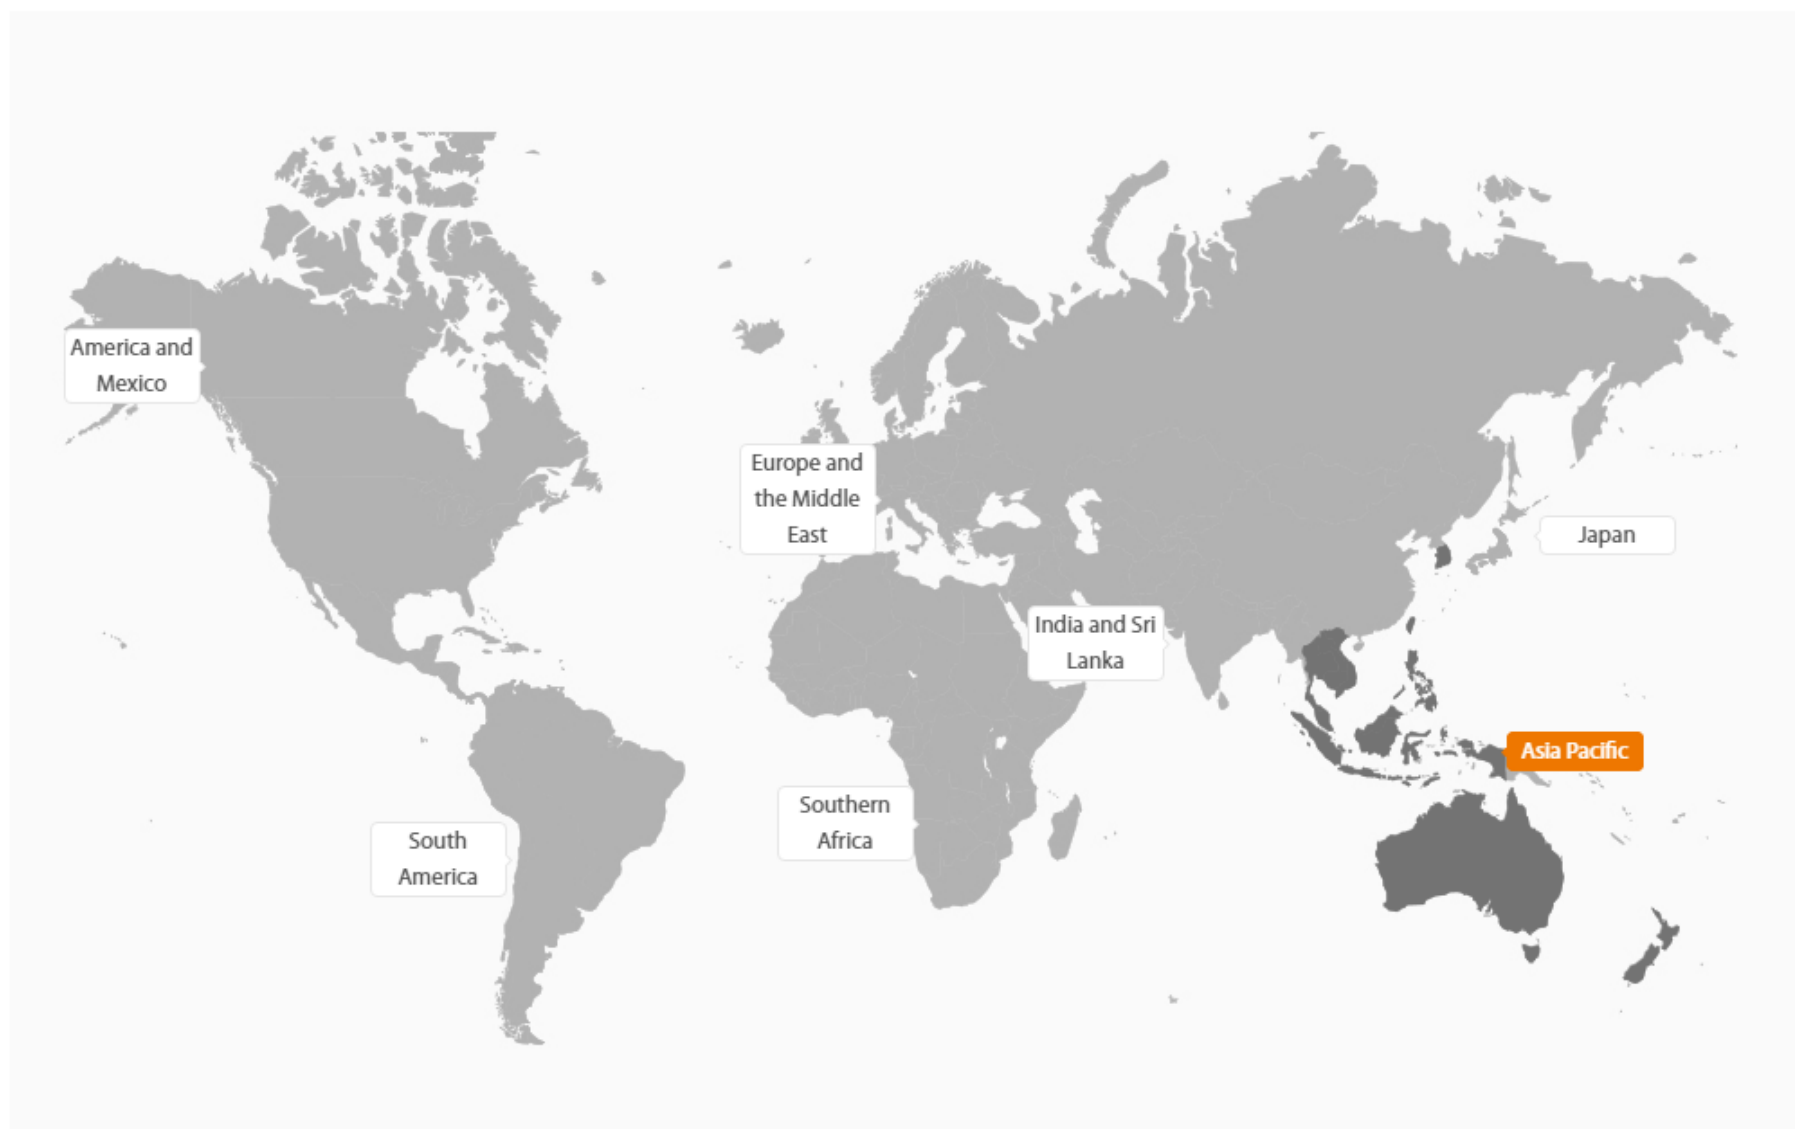 America and
Mexico
Europe and
the Middle
East
Japan
India and Sri
Lanka
Asia Pacific
Southern
Africa
South
America